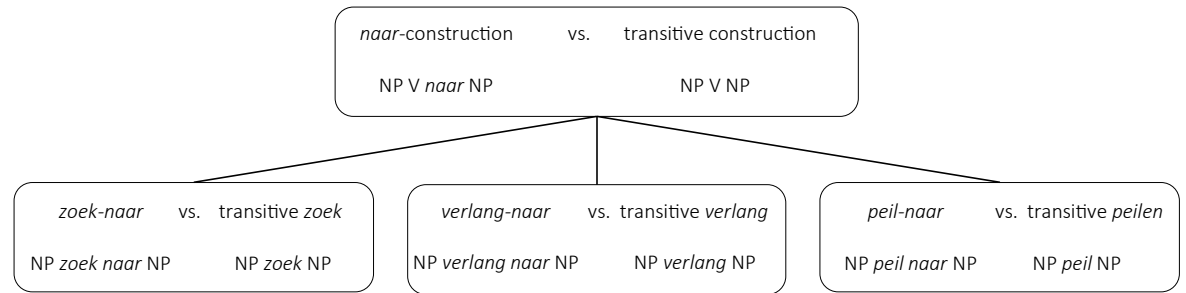 naar-construction vs. transitive construction
NP V naar NP NP V NP
zoek-naar vs. transitive zoek
NP zoek naar NP NP zoek NP
verlang-naar vs. transitive verlang
NP verlang naar NP NP verlang NP
peil-naar vs. transitive peilen
NP peil naar NP NP peil NP